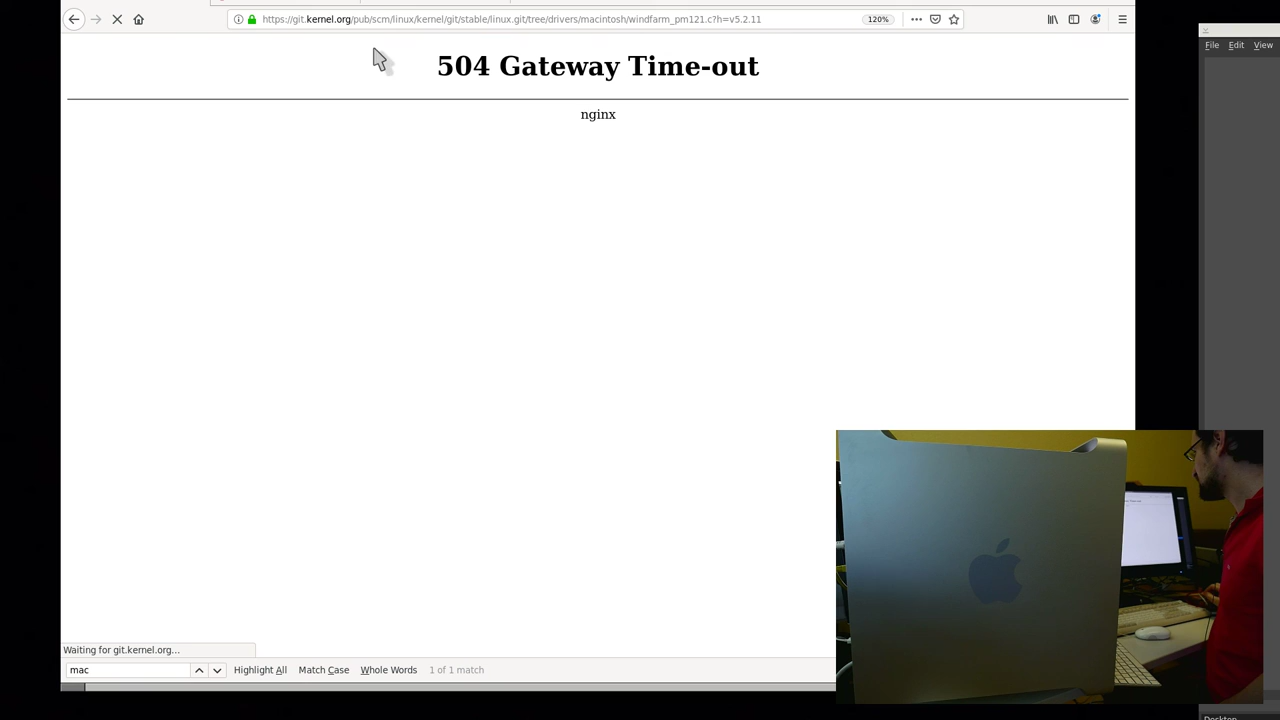 https://git.kernel.org/pub/scm/linux/kernel/git/stable/linux.git/tree/drivers/macintosh/windfarm_pm121.c?h=v5.2.11
120%
File Edit View
504 Gateway Time-out
nginx
Waiting for git.kernel.org...
mac
Highlight All
Match Case
Whole Words
1 of 1 match
Desktop